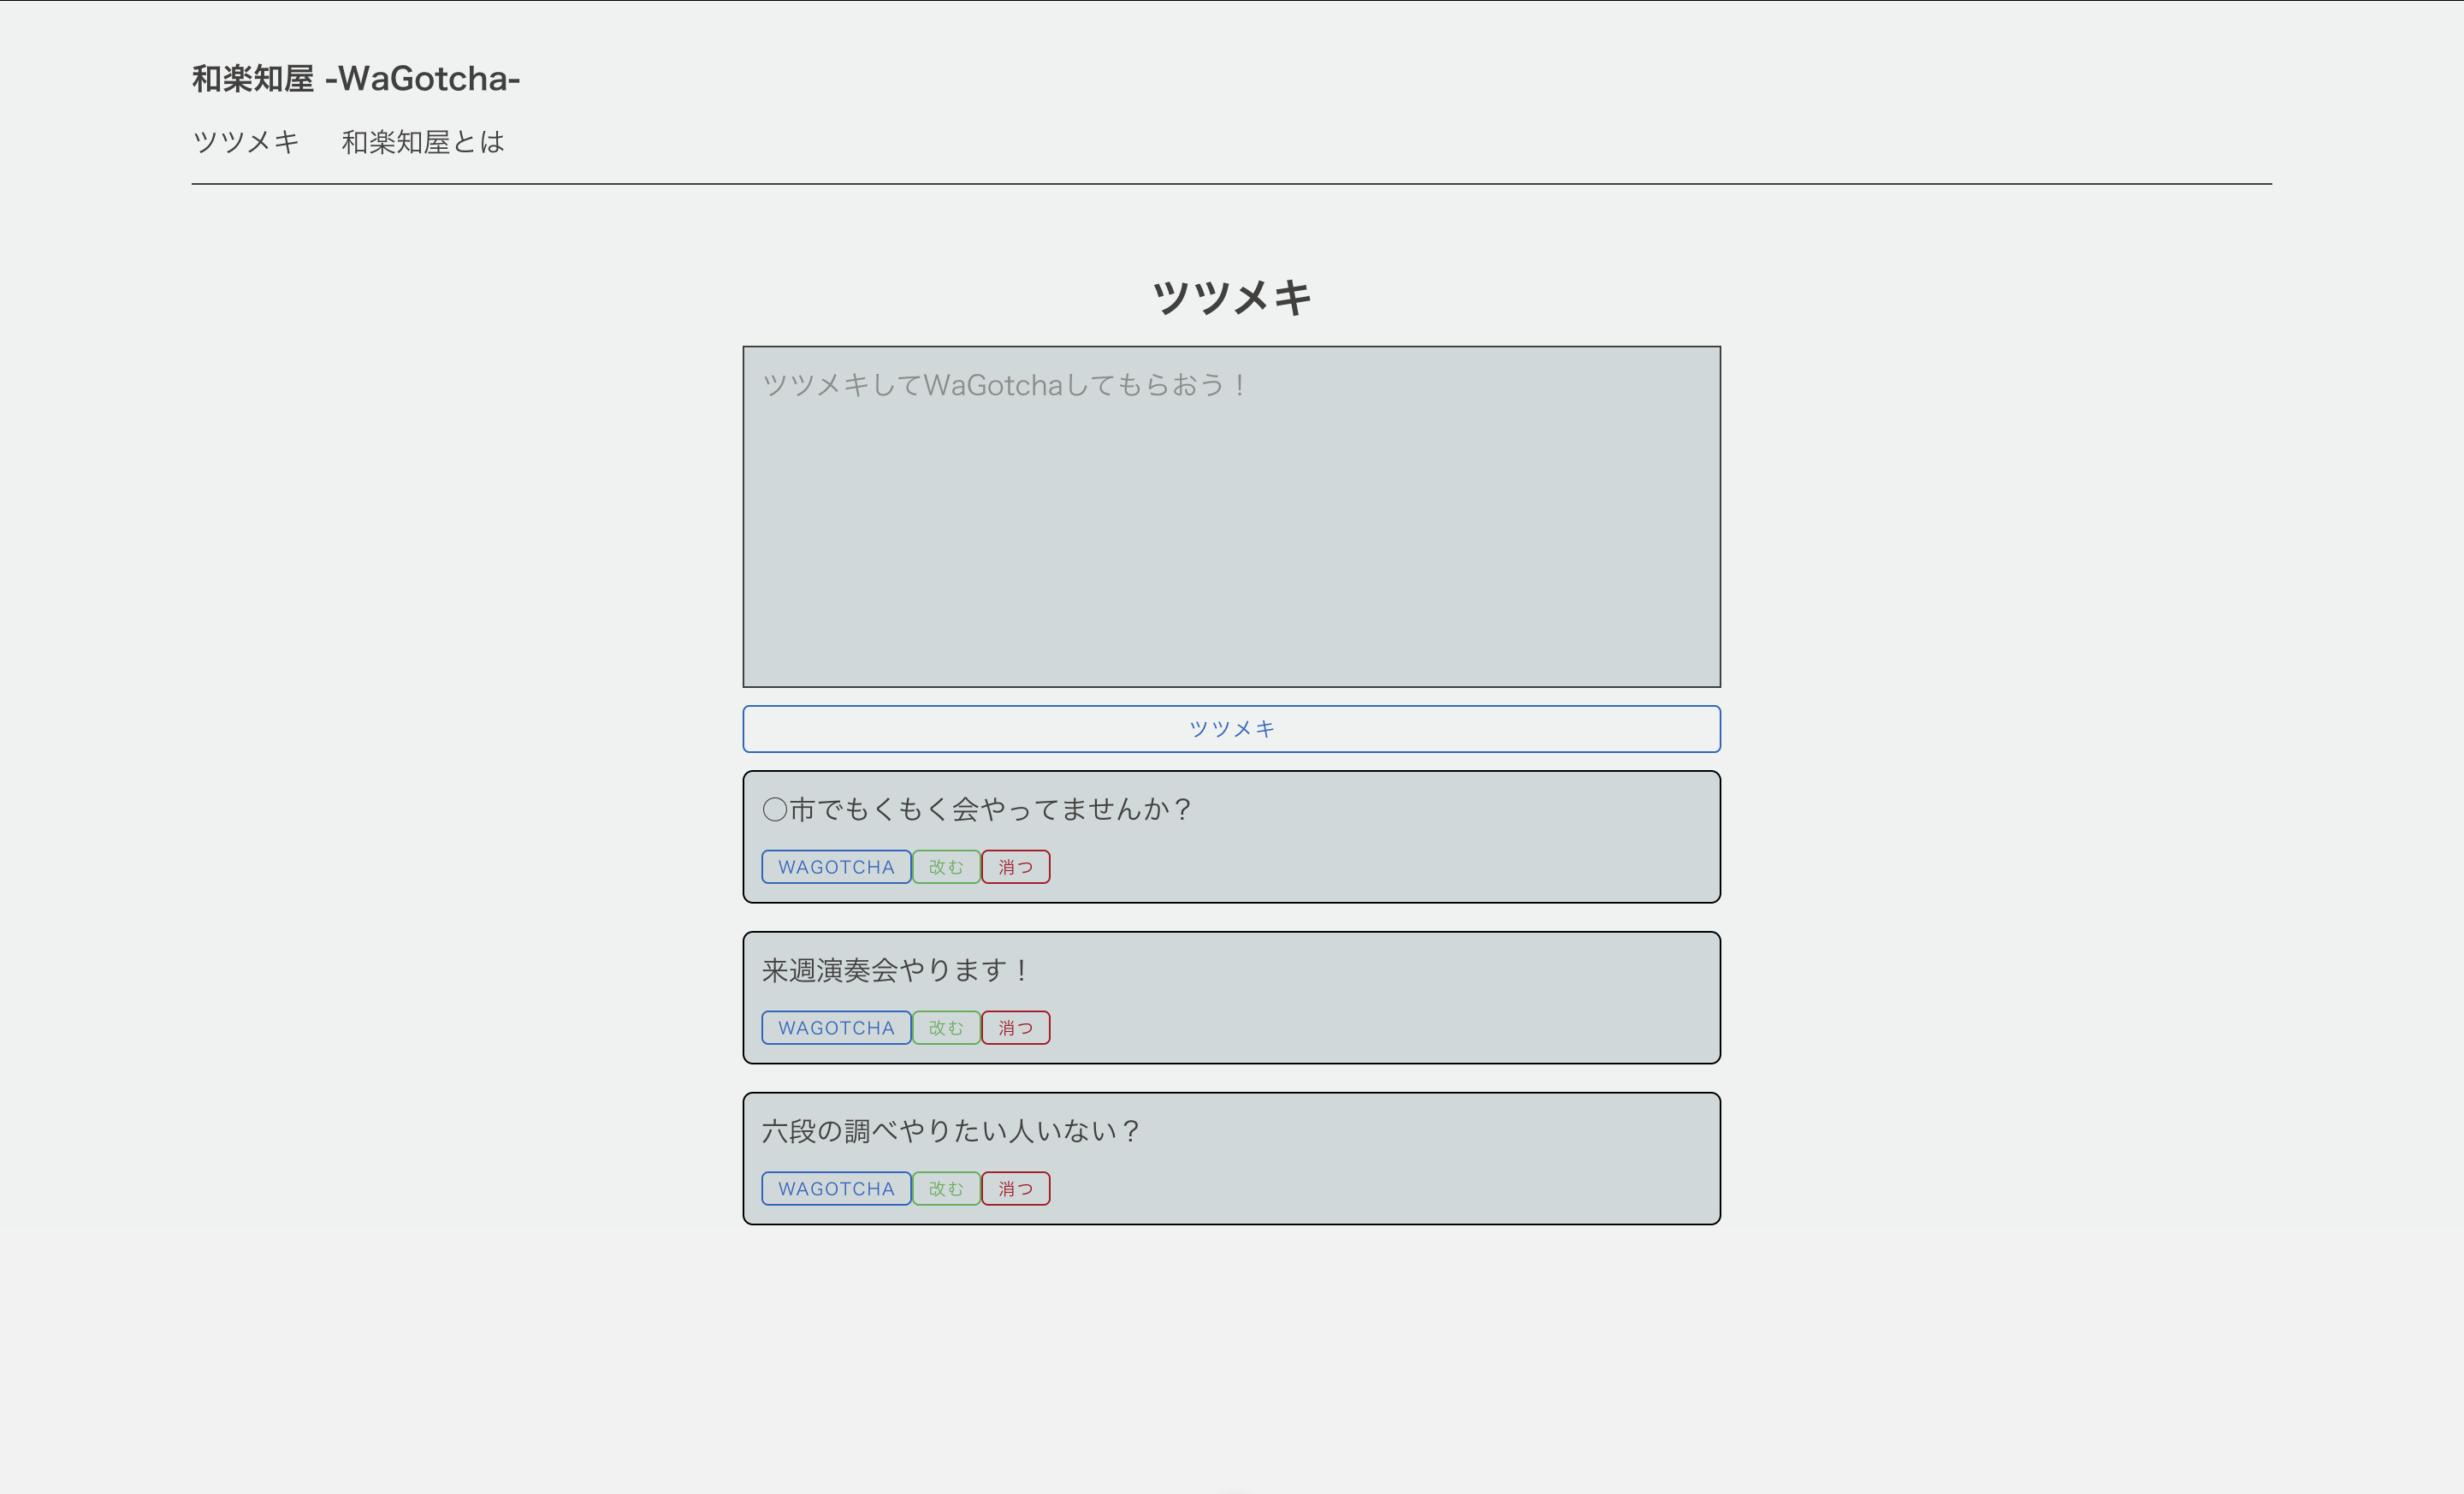 和楽知屋 -WaGotcha-
ツツメキ 和楽知屋とは
ツツメキ
ツツメキしてWaGotchaしてもらおう！
ツツメキ
◯市でもくもく会やってませんか？
WAGOTCHA 改む 消つ
来週演奏会やります！
WAGOTCHA 改む 消つ
六段の調べやりたい人いない？
WAGOTCHA 改む 消つ